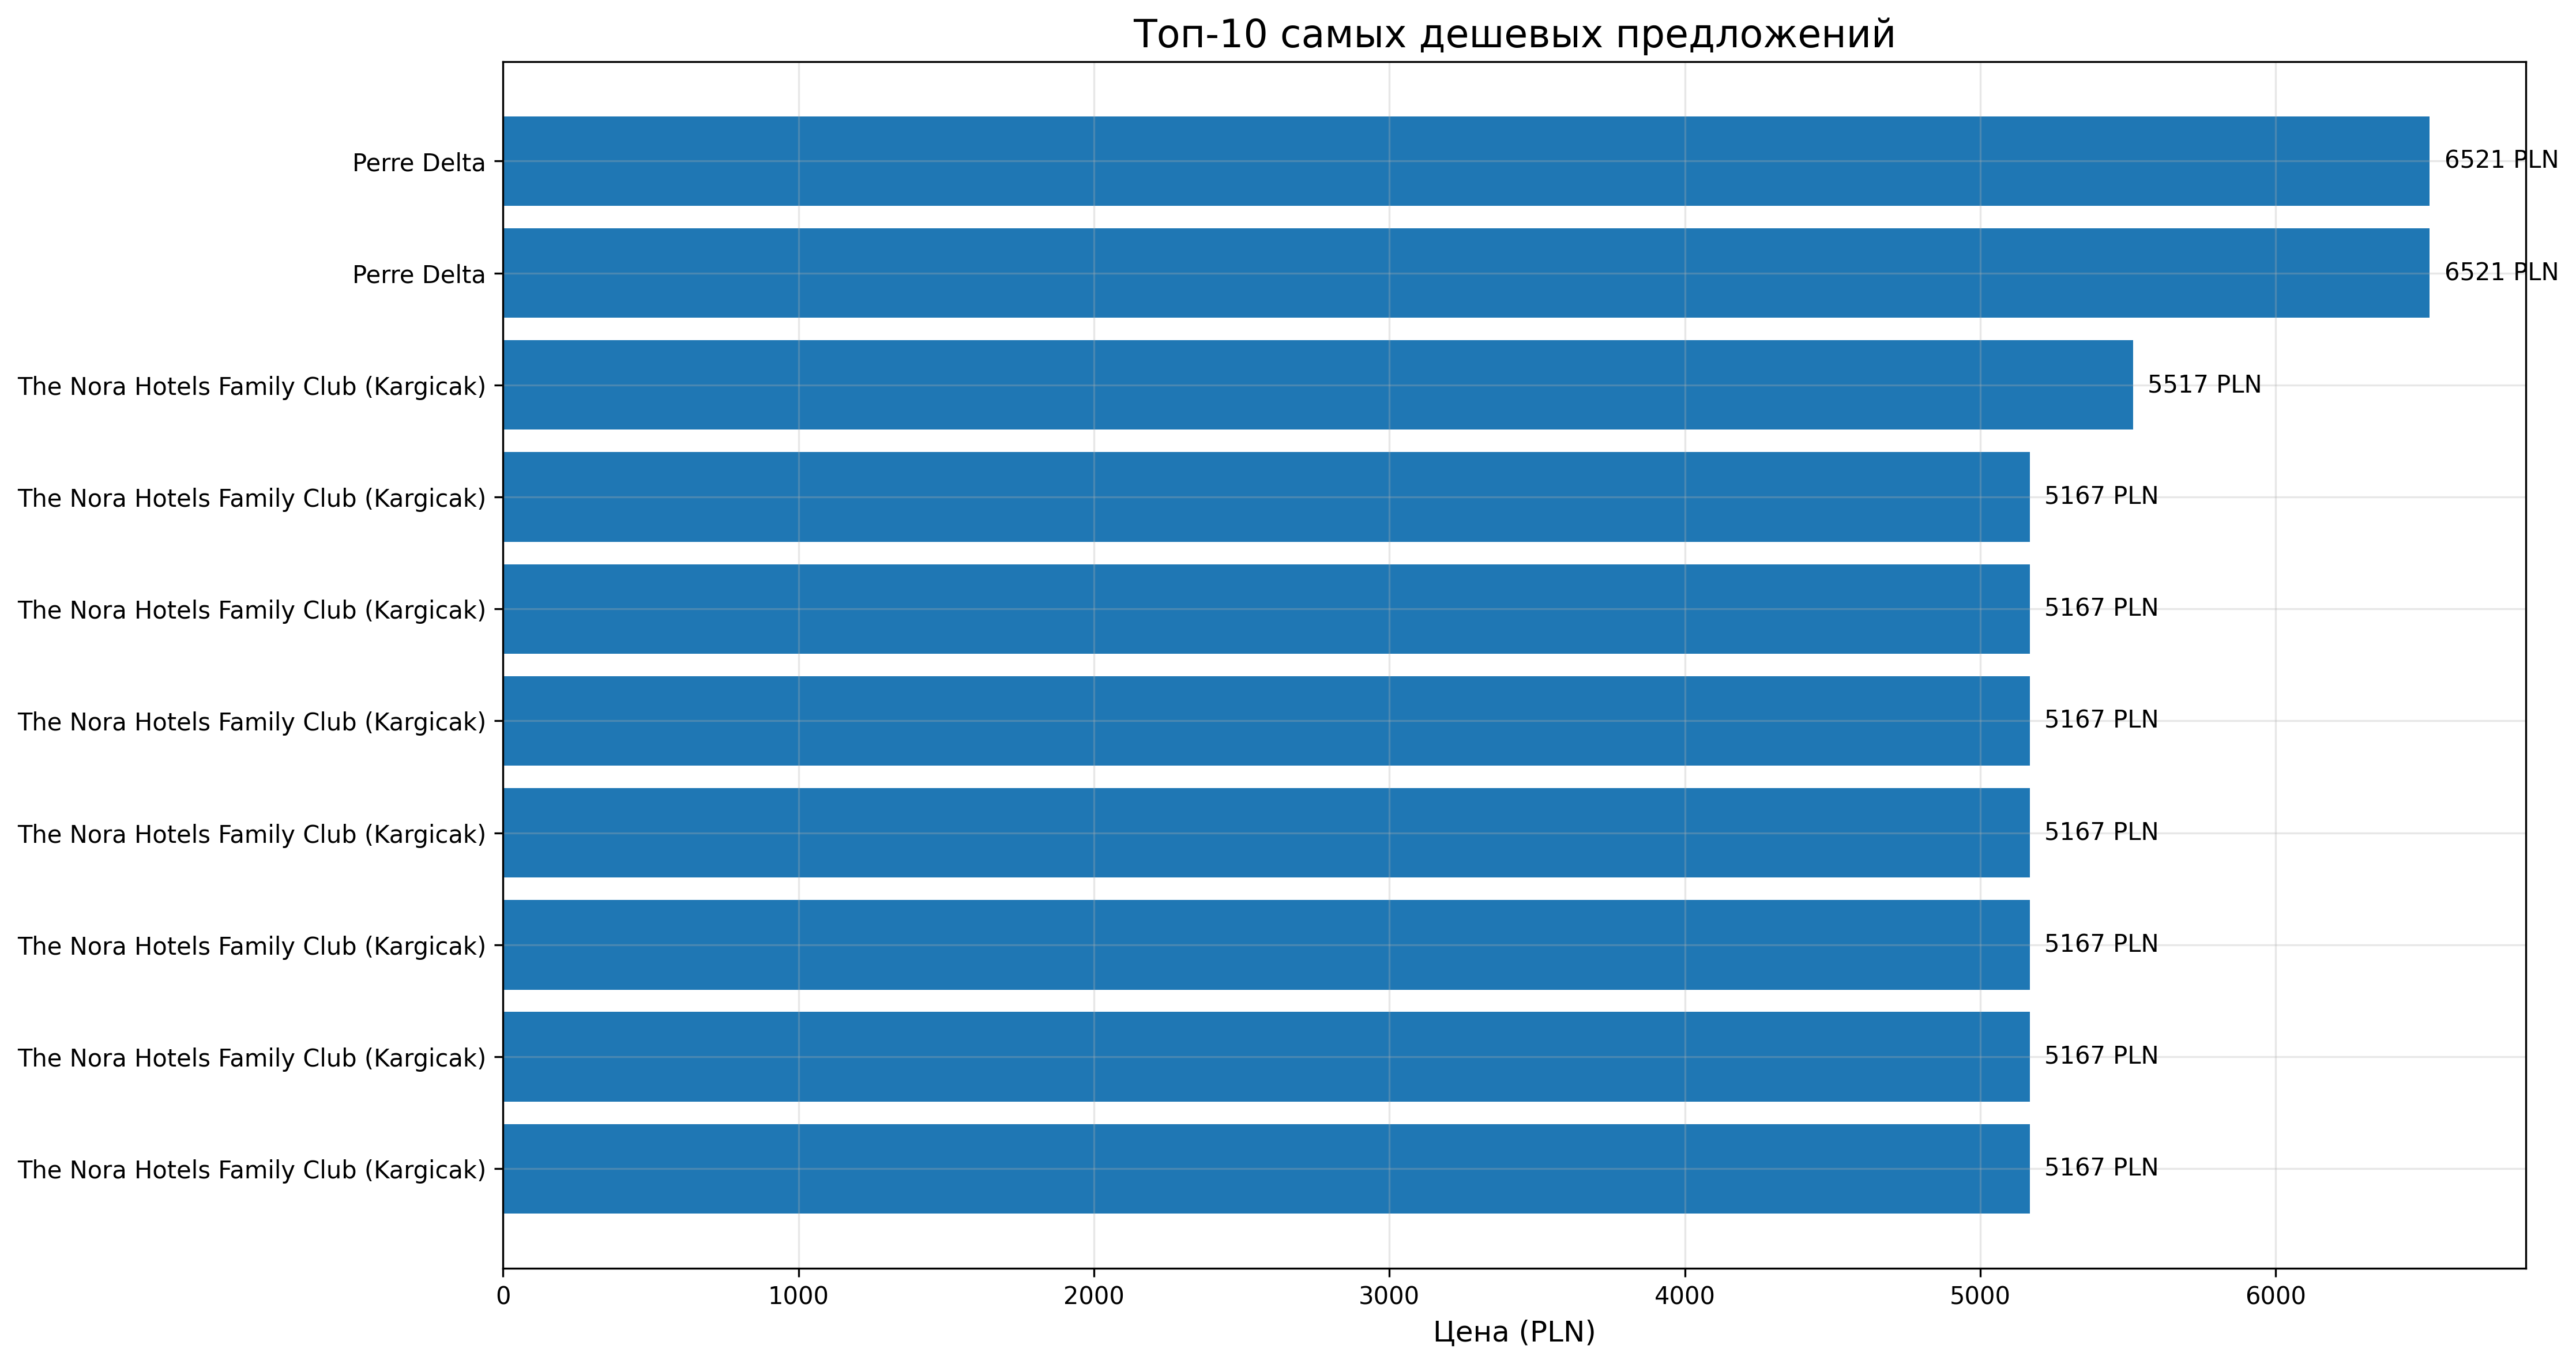 Топ-10 самых дешевых предложений
Perre Delta
6521 PLN
Perre Delta
6521 PLN
The Nora Hotels Family Club (Kargicak)
5517 PLN
The Nora Hotels Family Club (Kargicak)
5167 PLN
The Nora Hotels Family Club (Kargicak)
5167 PLN
The Nora Hotels Family Club (Kargicak)
5167 PLN
The Nora Hotels Family Club (Kargicak)
5167 PLN
The Nora Hotels Family Club (Kargicak)
5167 PLN
The Nora Hotels Family Club (Kargicak)
5167 PLN
The Nora Hotels Family Club (Kargicak)
5167 PLN
0 1000 2000 3000 4000 5000 6000
Цена (PLN)